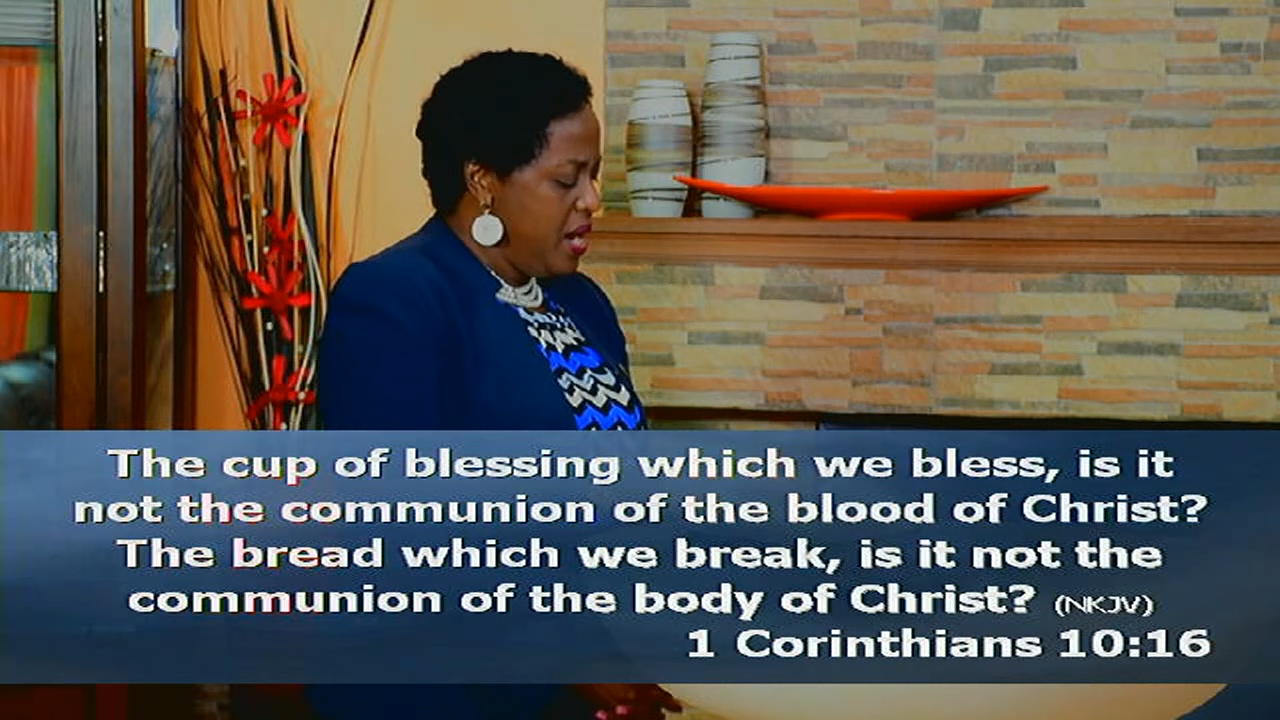 The cup of blessing which we bless, is it
not the communion of the blood of Christ?
The bread which we break, is it not the
communion of the body of Christ? (NKJV)
1 Corinthians 10:16